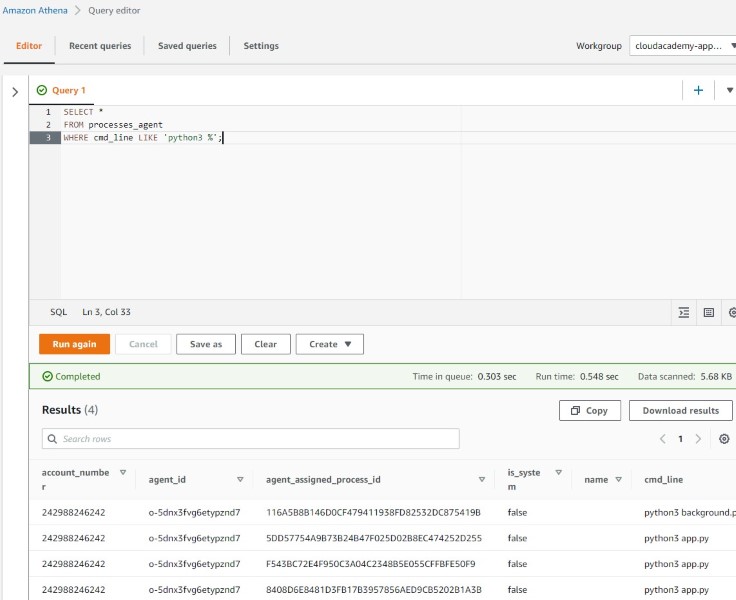 Amazon Athena > Query editor
Editor Recent queries Saved queries Settings Workgroup cloudacademy-app...
Query 1
1 SELECT *
2 FROM processes_agent
3 WHERE cmd_line LIKE 'python3 %';
SQL Ln 3, Col 33
Run again Cancel Save as Clear Create
Completed Time in queue: 0.303 sec Run time: 0.548 sec Data scanned: 5.68 KB
Results (4) Copy Download results
Search rows 1
account_numbe
r agent_id agent_assigned_process_id is_syste
m name cmd_line
242988246242 o-5dnx3fvg6etypznd7 116A5B8B146D0CF479411938FD82532DC875419B false python3 background.p
242988246242 o-5dnx3fvg6etypznd7 5DD57754A9B73B24B47F025D02B8EC474252D255 false python3 app.py
242988246242 o-5dnx3fvg6etypznd7 F543BC72E4F950C3A04C2348B5E055CFFBFE50F9 false python3 app.py
242988246242 o-5dnx3fvg6etypznd7 8408D6E8481D3FB17B3957856AED9CB5202B1A3B false python3 app.py